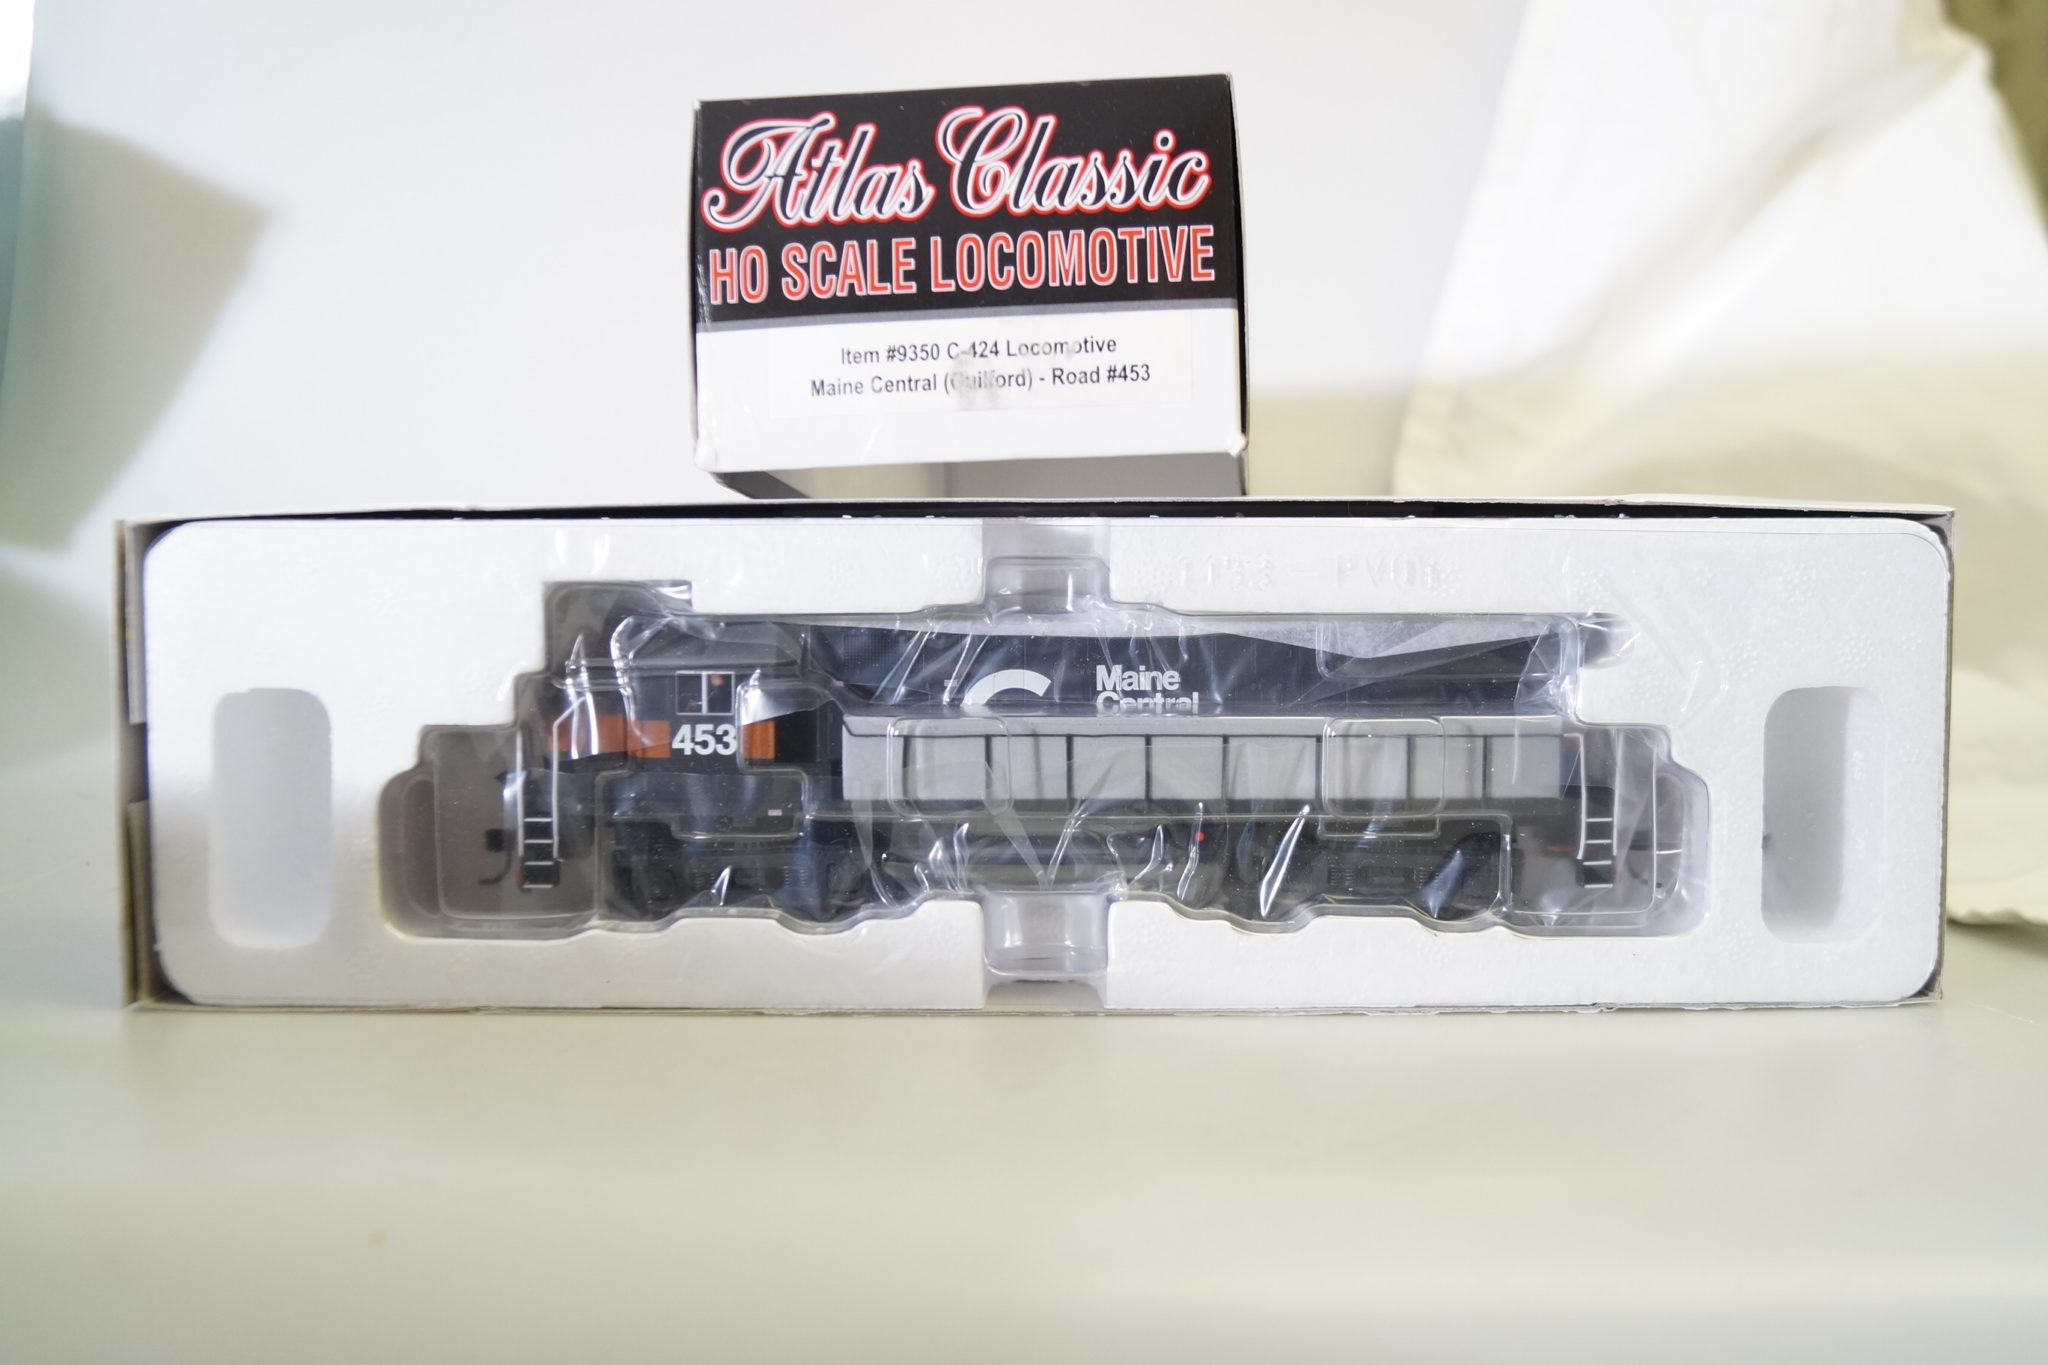 Atlas Classic
HO SCALE LOCOMOTIVE
Item #9350 C-424 Locomotive
Maine Central (Guilford) - Road #453
Maine
Central
453